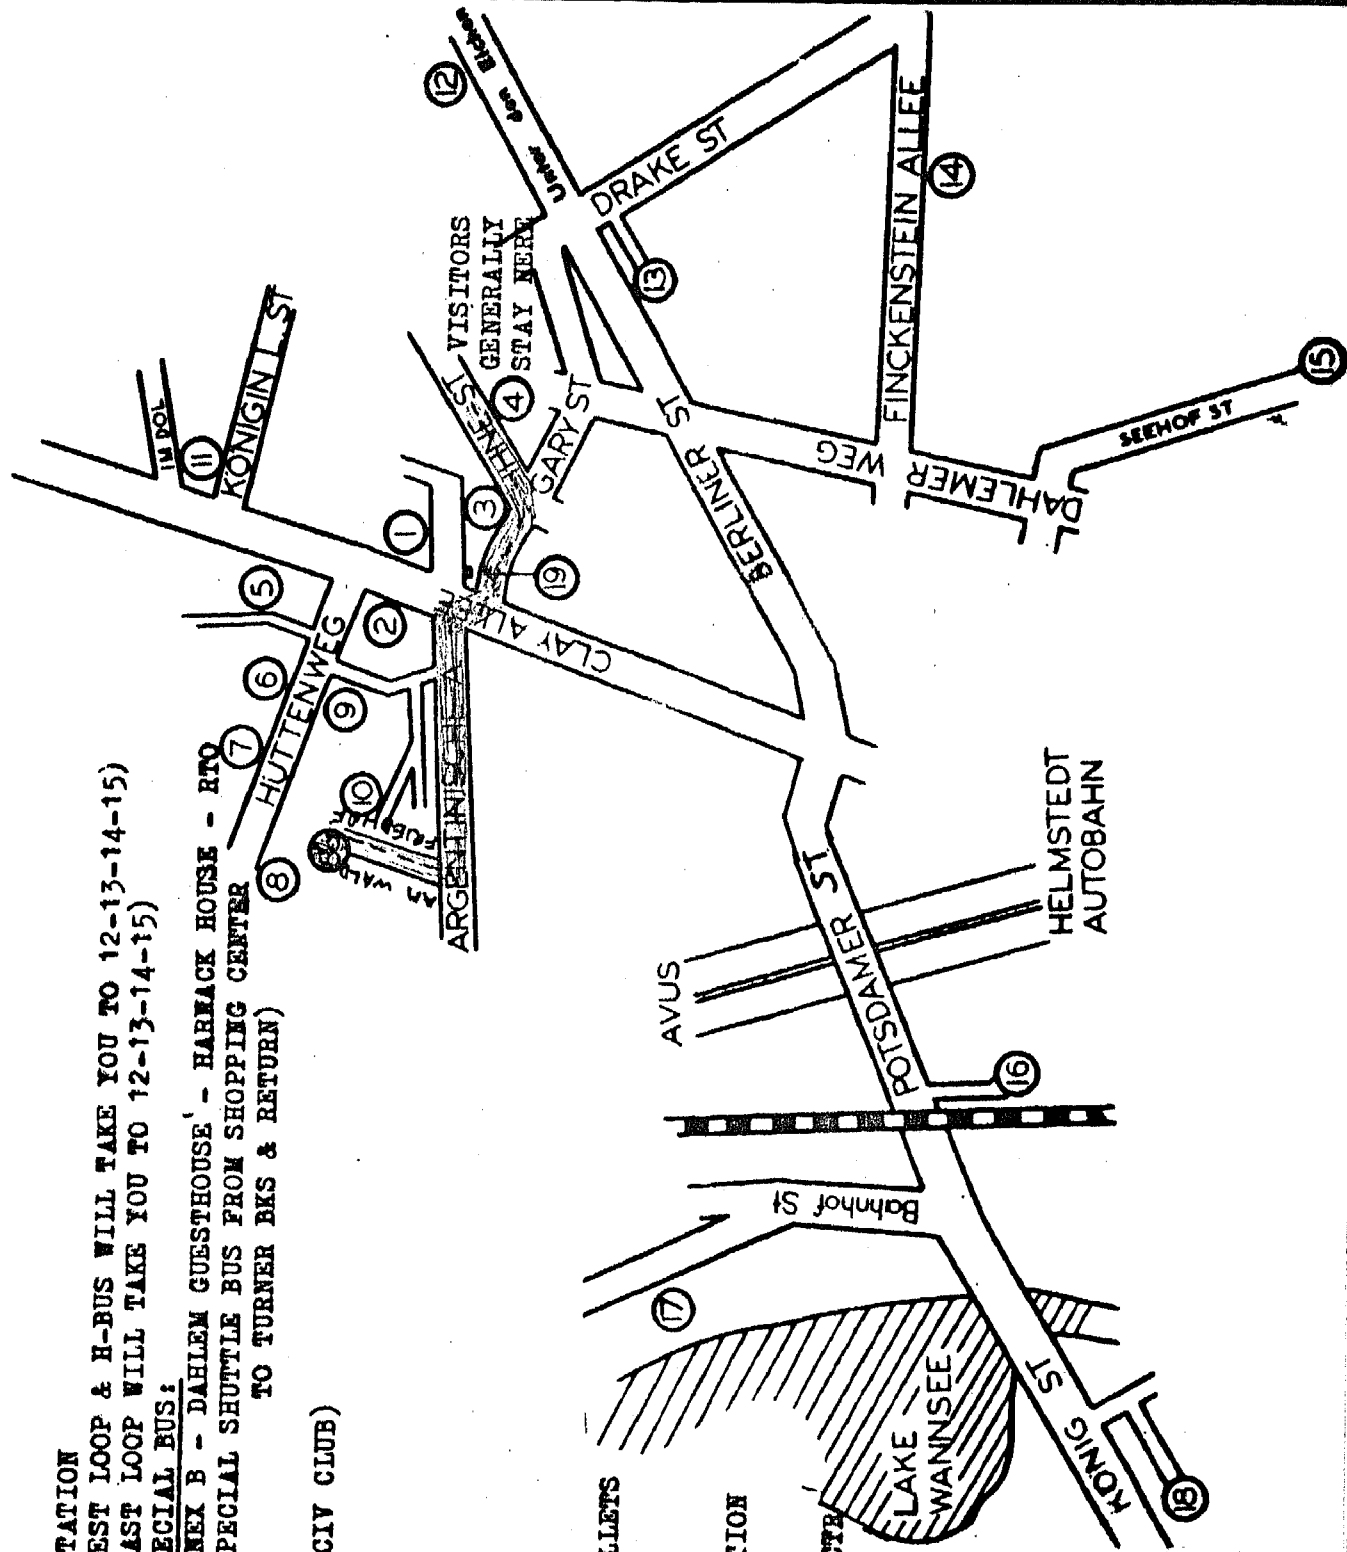 TATION
EST LOOP & H-BUS WILL TAKE YOU TO 12-13-14-15)
AST LOOP WILL TAKE YOU TO 12-13-14-15)
ECIAL BUS:
NEX B - DAHLEM GUESTHOUSE - HARNACK HOUSE - RTO
PECIAL SHUTTLE BUS FROM SHOPPING CENTER
TO TURNER BKS & RETURN)
CIV CLUB)
LLETS
TION
CTR
VISITORS
GENERALLY
STAY NERE
12
Unter den Eichen
DRAKE ST
13
FINCKENSTEIN ALLEE
14
15
SEEHOF ST
DAHLEMER WEG
BERLINER ST
GARY ST
4
IHNE-ST
3
19
1
KÖNIGIN L. ST
IM DOL
11
5
2
6
HÜTTENWEG
7
9
10
8
AM WALD
FRIEDHOF
ARGENTINISCHE A
CLAY ALLEE
HELMSTEDT
AUTOBAHN
AVUS
POTSDAMER ST
16
Bahnhof St
17
LAKE
WANNSEE
KÖNIG ST
18